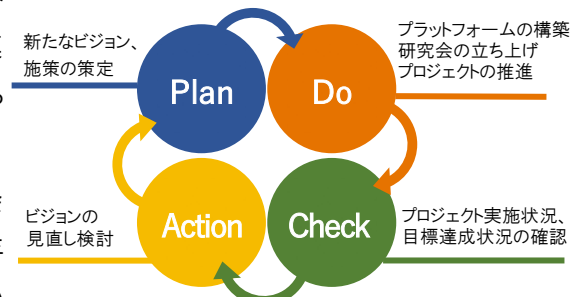 新たなビジョン、
施策の策定
Plan
Do
プラットフォームの構築
研究会の立ち上げ
プロジェクトの推進
ビジョンの
見直し検討
Action
Check
プロジェクト実施状況、
目標達成状況の確認